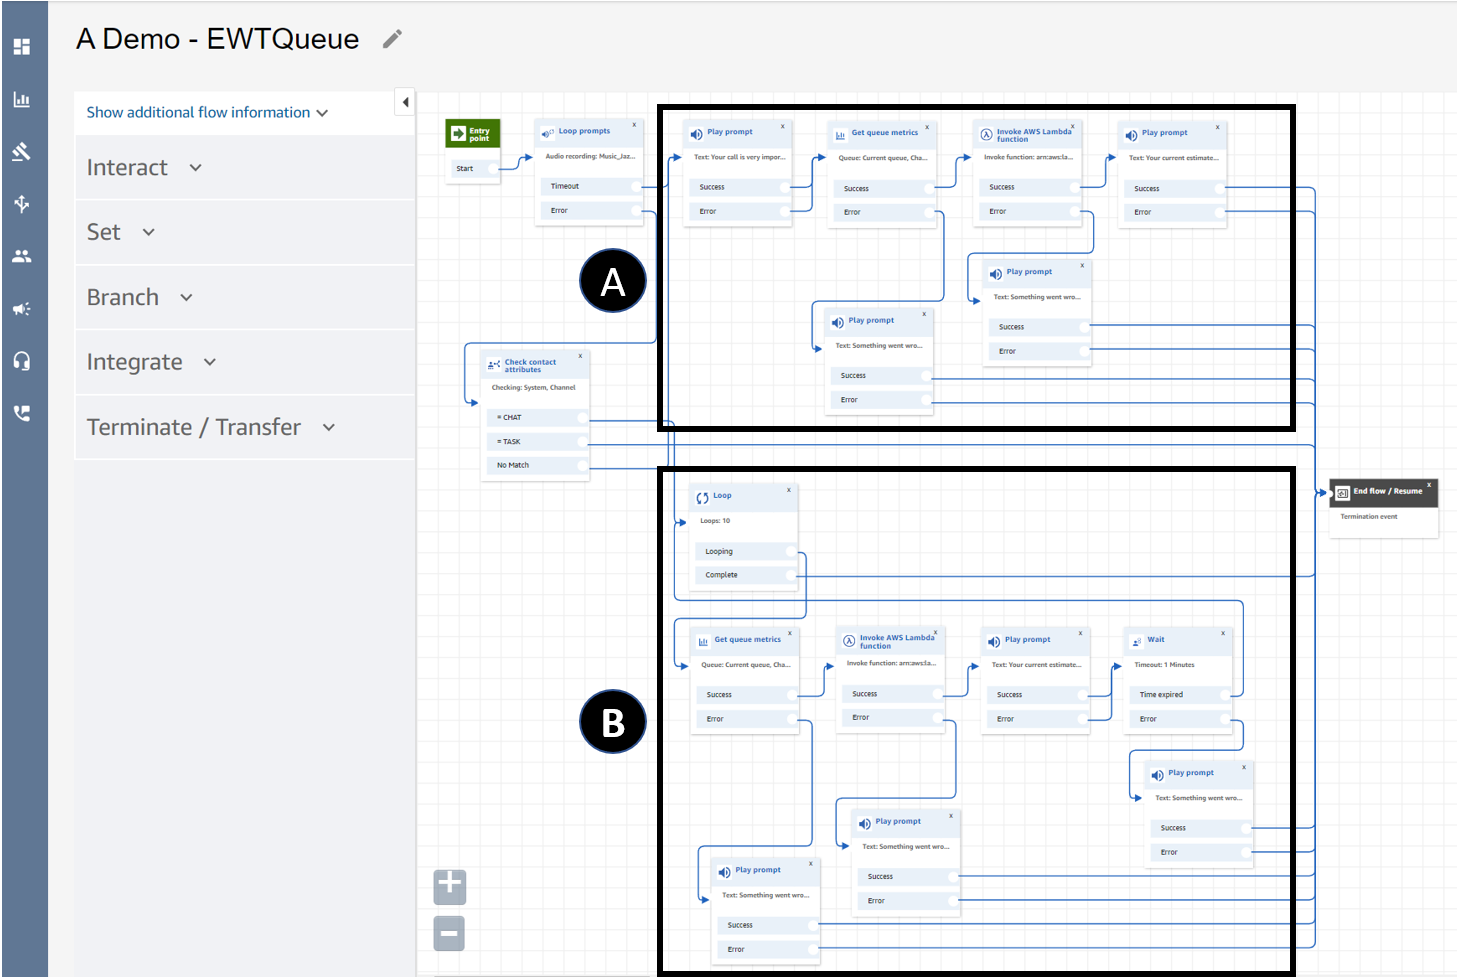 A Demo - EWTQueue
Show additional flow information
Interact
Set
Branch
Integrate
Terminate / Transfer
Entry
point
Start
Loop prompts
x
Audio recording: Music_Jaz...
Timeout
Error
A
Play prompt
x
Text: Your call is very impor...
Success
Error
Get queue metrics
x
Queue: Current queue, Cha...
Success
Error
Invoke AWS Lambda
function
x
Invoke function: arn:aws:la...
Success
Error
Play prompt
x
Text: Your current estimate...
Success
Error
Play prompt
x
Text: Something went wro...
Success
Error
Play prompt
x
Text: Something went wro...
Success
Error
Check contact
attributes
x
Checking: System, Channel
= CHAT
= TASK
No Match
End flow / Resume
x
Termination event
B
Loop
x
Loops: 10
Looping
Complete
Get queue metrics
x
Queue: Current queue, Cha...
Success
Error
Invoke AWS Lambda
function
x
Invoke function: arn:aws:la...
Success
Error
Play prompt
x
Text: Your current estimate...
Success
Error
Wait
x
Timeout: 1 Minutes
Time expired
Error
Play prompt
x
Text: Something went wro...
Success
Error
Play prompt
x
Text: Something went wro...
Success
Error
Play prompt
x
Text: Something went wro...
Success
Error